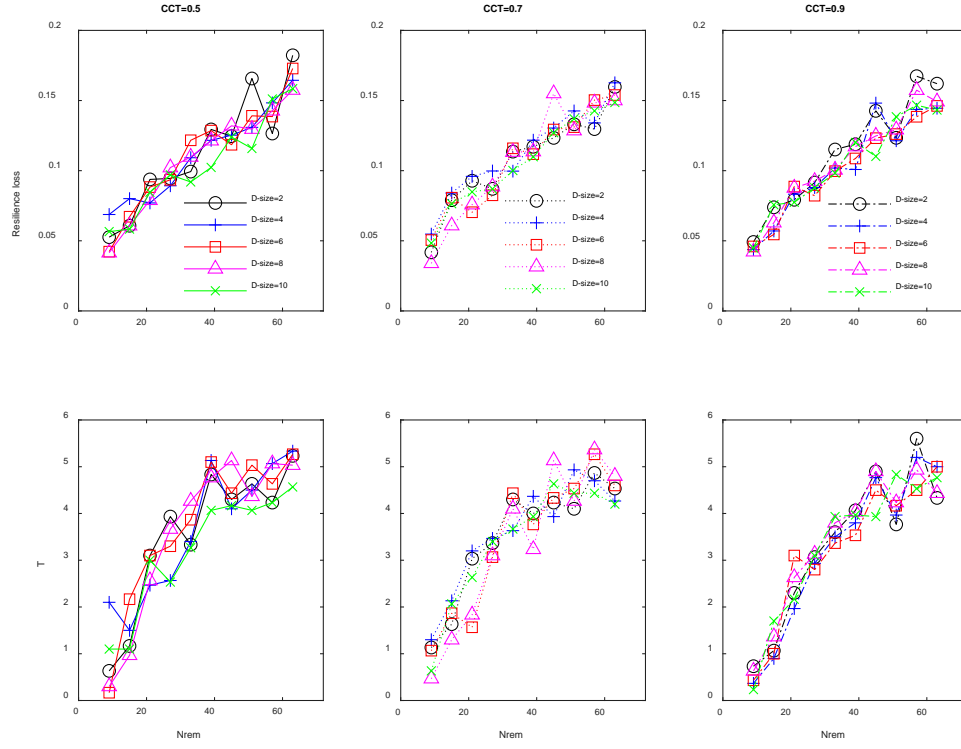 CCT=0.5
CCT=0.7
CCT=0.9
0.2
0.15
0.1
0.05
0
Resilience loss
D-size=2
D-size=4
D-size=6
D-size=8
D-size=10
0 20 40 60
0.2
0.15
0.1
0.05
0
D-size=2
D-size=4
D-size=6
D-size=8
D-size=10
0 20 40 60
0.2
0.15
0.1
0.05
0
D-size=2
D-size=4
D-size=6
D-size=8
D-size=10
0 20 40 60
6
5
4
3
2
1
0
T
0 20 40 60
Nrem
6
5
4
3
2
1
0
0 20 40 60
Nrem
6
5
4
3
2
1
0
0 20 40 60
Nrem